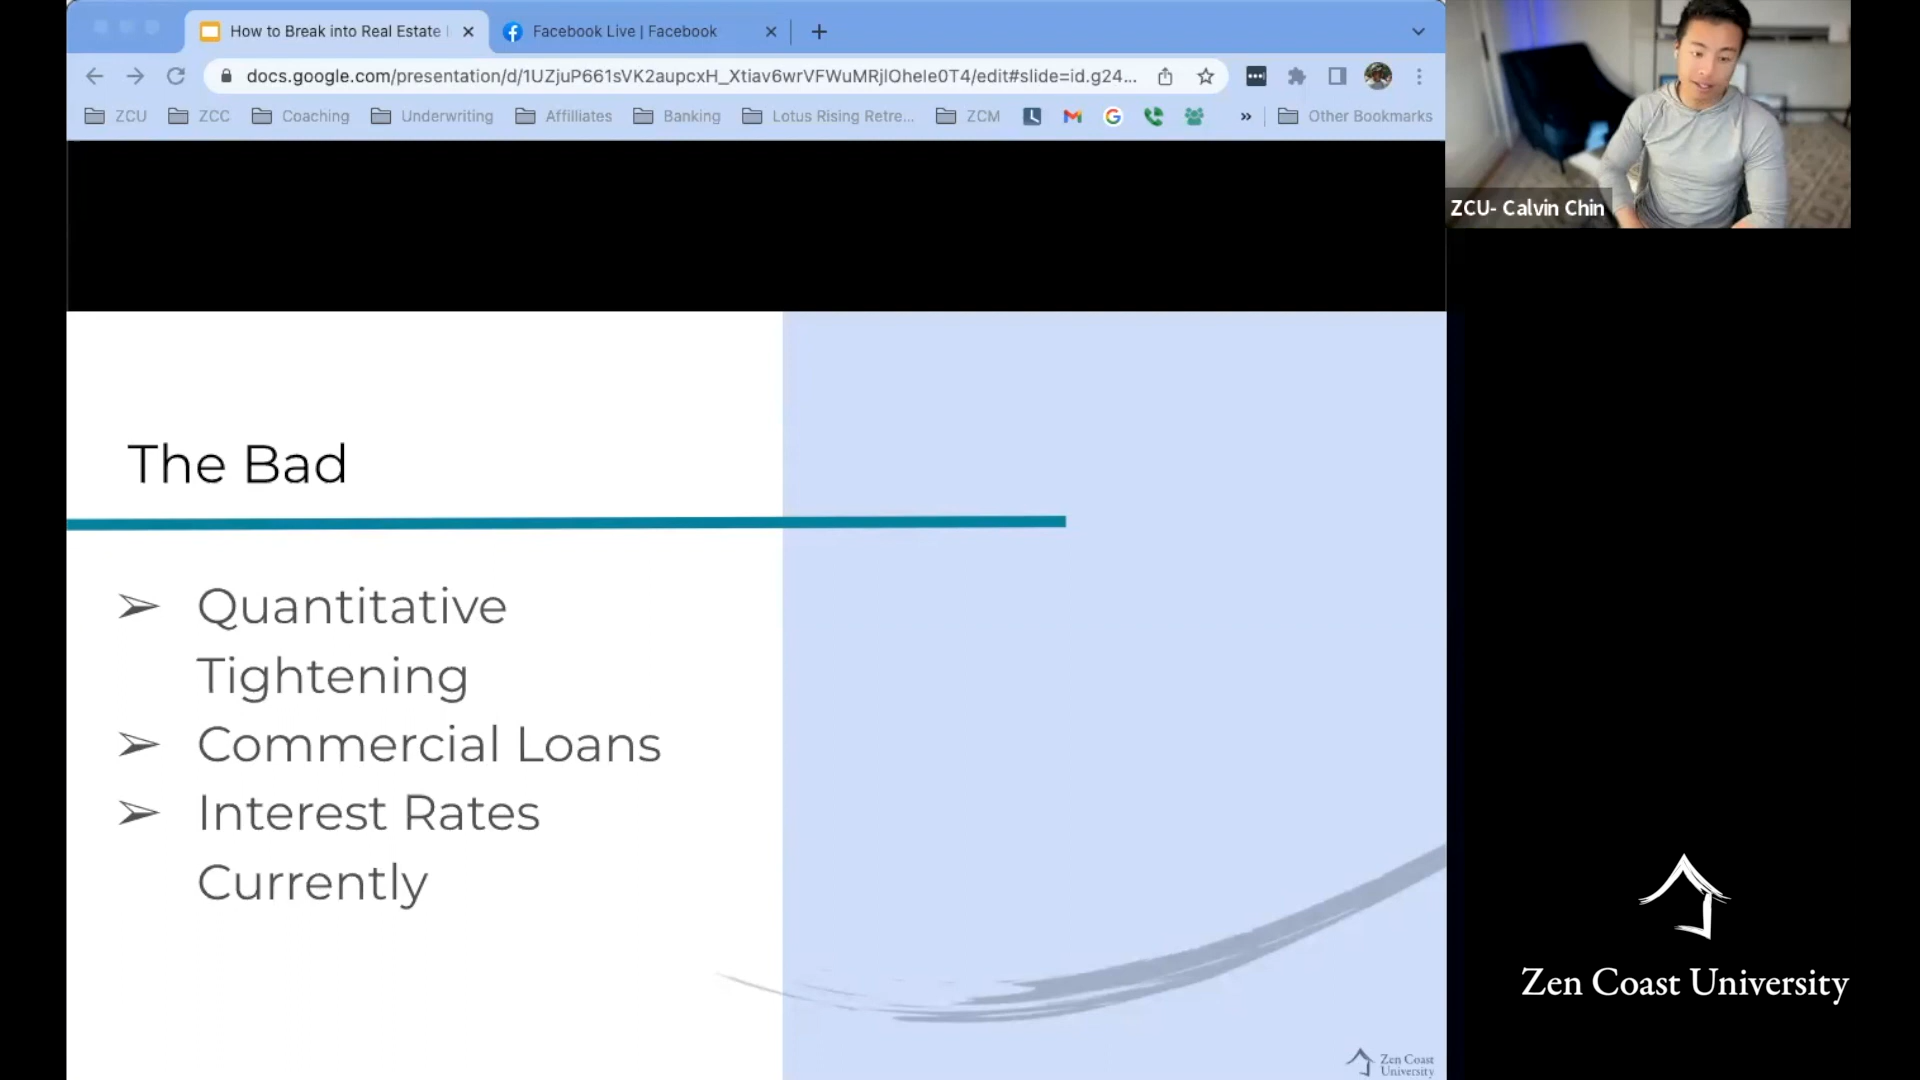 How to Break into Real Estate
Facebook Live | Facebook
docs.google.com/presentation/d/1UZjuP661sVK2aupcxH_Xtiav6wrVFWuMRjlOhele0T4/edit#slide=id.g24...
ZCU
ZCC
Coaching
Underwriting
Affilliates
Banking
Lotus Rising Retre...
ZCM
Other Bookmarks
ZCU- Calvin Chin
The Bad
➢ Quantitative
Tightening
➢ Commercial Loans
➢ Interest Rates
Currently
Zen Coast University
Zen Coast
University